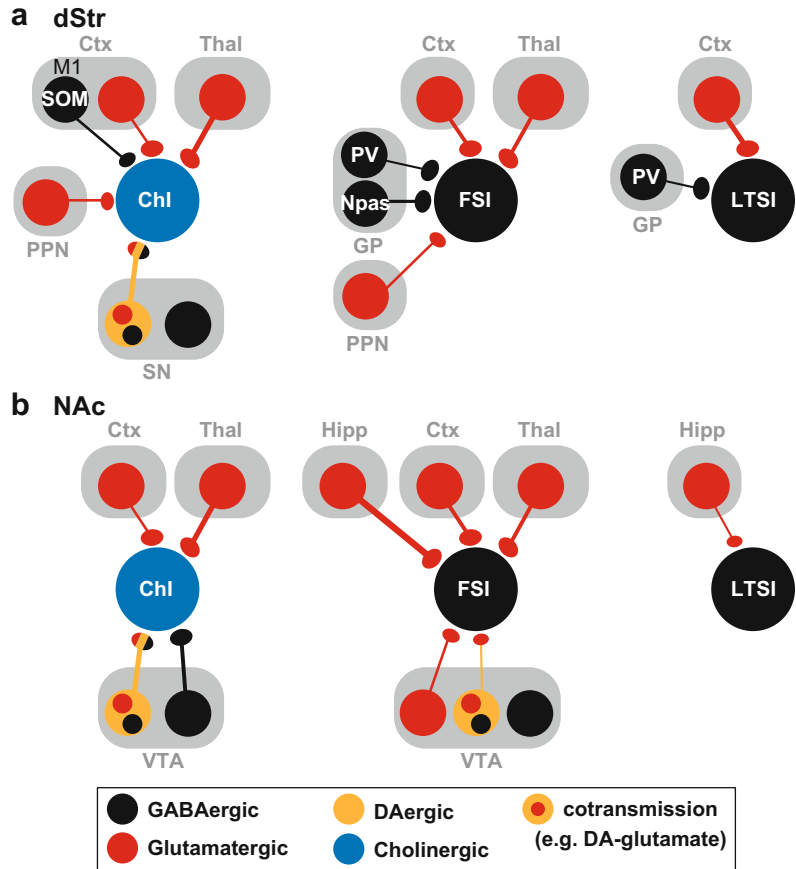 a dStr
Ctx Thal Ctx Thal Ctx
M1
SOM
PV
PV
ChI Npas FSI LTSI
PPN GP GP
PPN
SN
b NAc
Ctx Thal Hipp Ctx Thal Hipp
ChI FSI LTSI
VTA VTA
GABAergic DAergic cotransmission
(e.g. DA-glutamate)
Glutamatergic Cholinergic